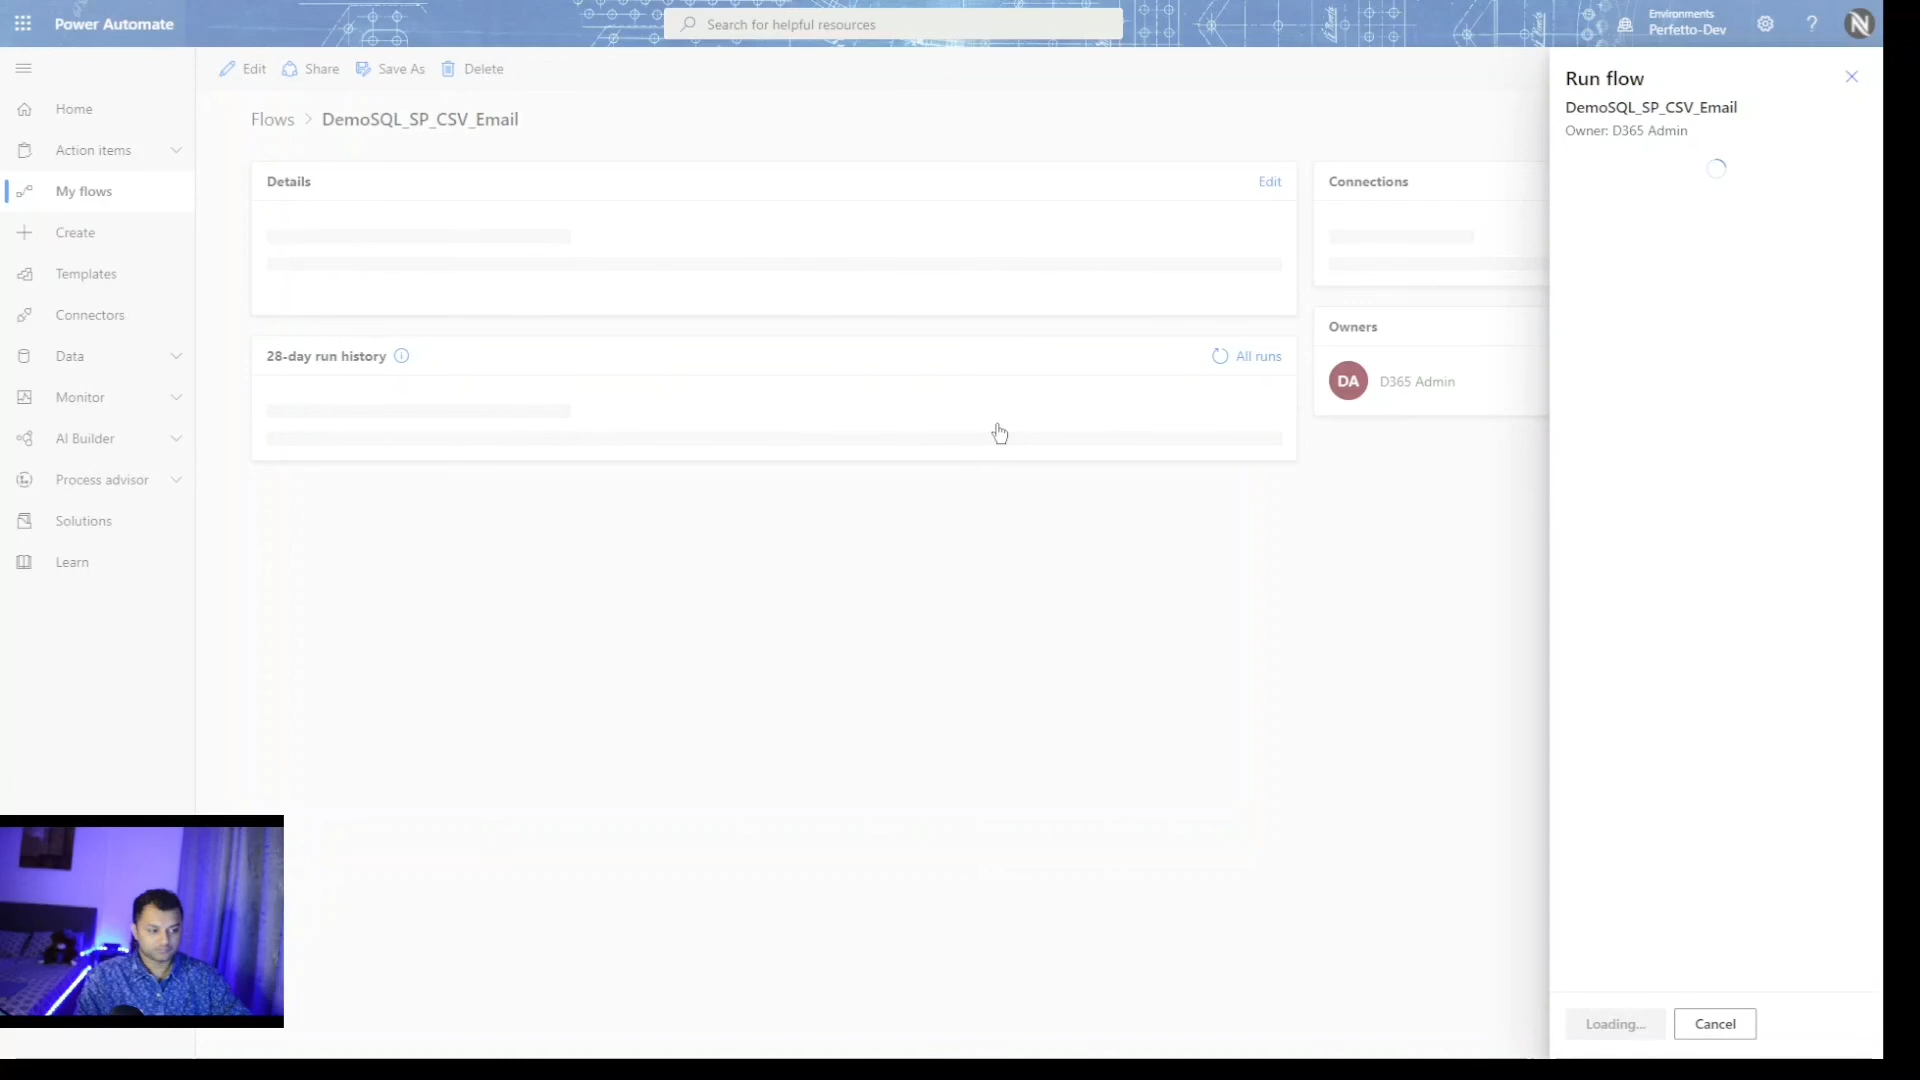 Power Automate
Search for helpful resources
Environments
Perfetto-Dev
Edit
Share
Save As
Delete
Run flow
DemoSQL_SP_CSV_Email
Owner: D365 Admin
Home
Action items
My flows
Create
Templates
Connectors
Data
Monitor
AI Builder
Process advisor
Solutions
Learn
Flows > DemoSQL_SP_CSV_Email
Details
Edit
Connections
28-day run history
All runs
Owners
DA
D365 Admin
Loading...
Cancel